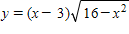 y = (x − 3)√(16 − x²)